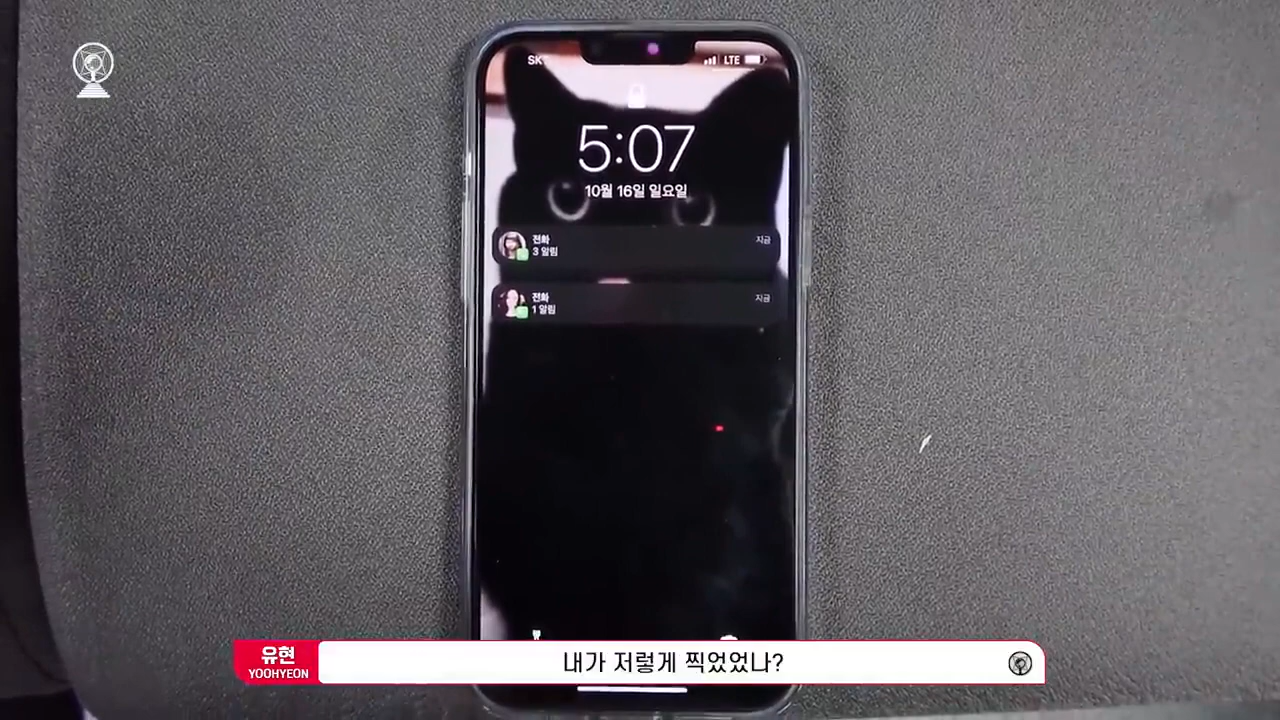 SK
LTE
5:07
10월 16일 일요일
전화
지금
3 알림
전화
지금
1 알림
유현
YOOHYEON
내가 저렇게 찍었었나?